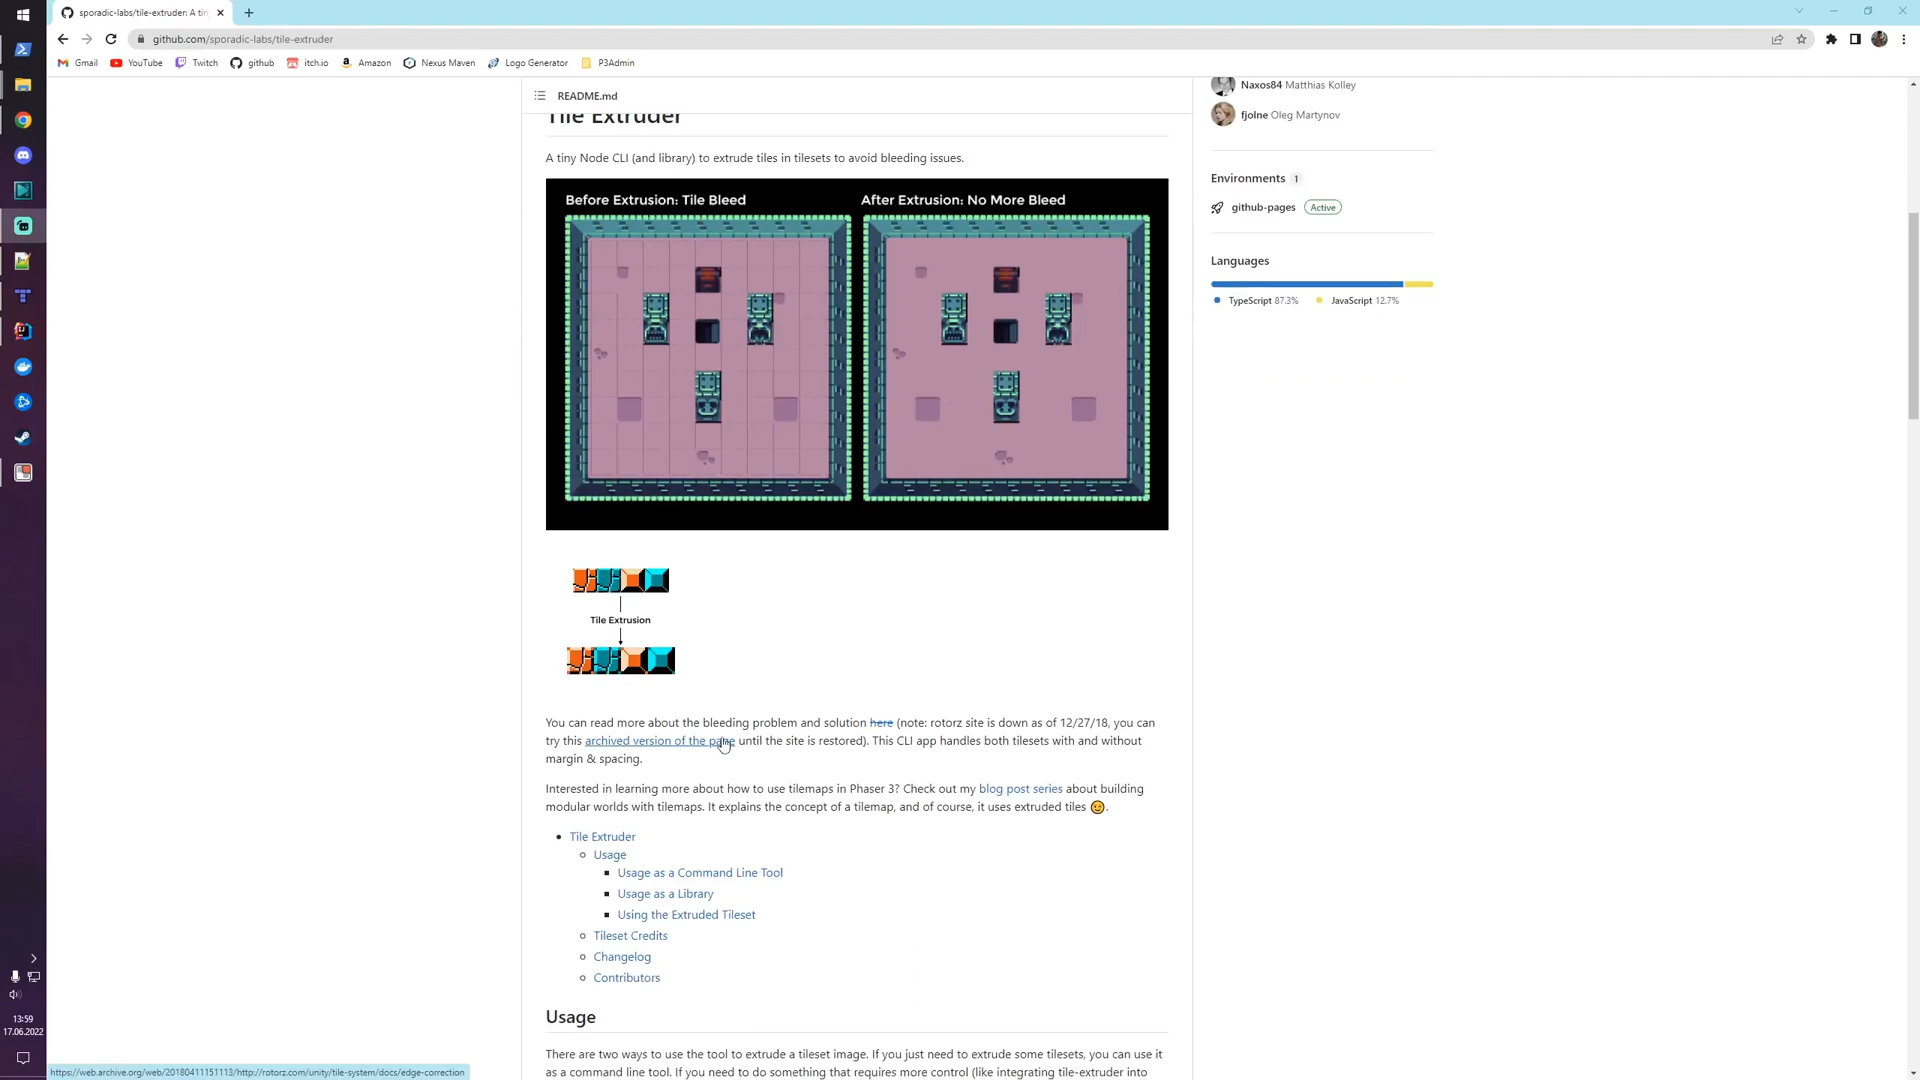 sporadic-labs/tile-extruder: A tin
github.com/sporadic-labs/tile-extruder
Gmail YouTube Twitch github itch.io Amazon Nexus Maven Logo Generator P3Admin
README.md
Tile Extruder
A tiny Node CLI (and library) to extrude tiles in tilesets to avoid bleeding issues.
Before Extrusion: Tile Bleed After Extrusion: No More Bleed
Tile Extrusion
You can read more about the bleeding problem and solution here (note: rotorz site is down as of 12/27/18, you can
try this archived version of the page until the site is restored). This CLI app handles both tilesets with and without
margin & spacing.
Interested in learning more about how to use tilemaps in Phaser 3? Check out my blog post series about building
modular worlds with tilemaps. It explains the concept of a tilemap, and of course, it uses extruded tiles 😉.
Tile Extruder
Usage
Usage as a Command Line Tool
Usage as a Library
Using the Extruded Tileset
Tileset Credits
Changelog
Contributors
Usage
There are two ways to use the tool to extrude a tileset image. If you just need to extrude some tilesets, you can use it
as a command line tool. If you need to do something that requires more control (like integrating tile-extruder into
Naxos84 Matthias Kolley
fjolne Oleg Martynov
Environments 1
github-pages Active
Languages
TypeScript 87.3% JavaScript 12.7%
13:59
17.06.2022
https://web.archive.org/web/20180411151113/http://rotorz.com/unity/tile-system/docs/edge-correction